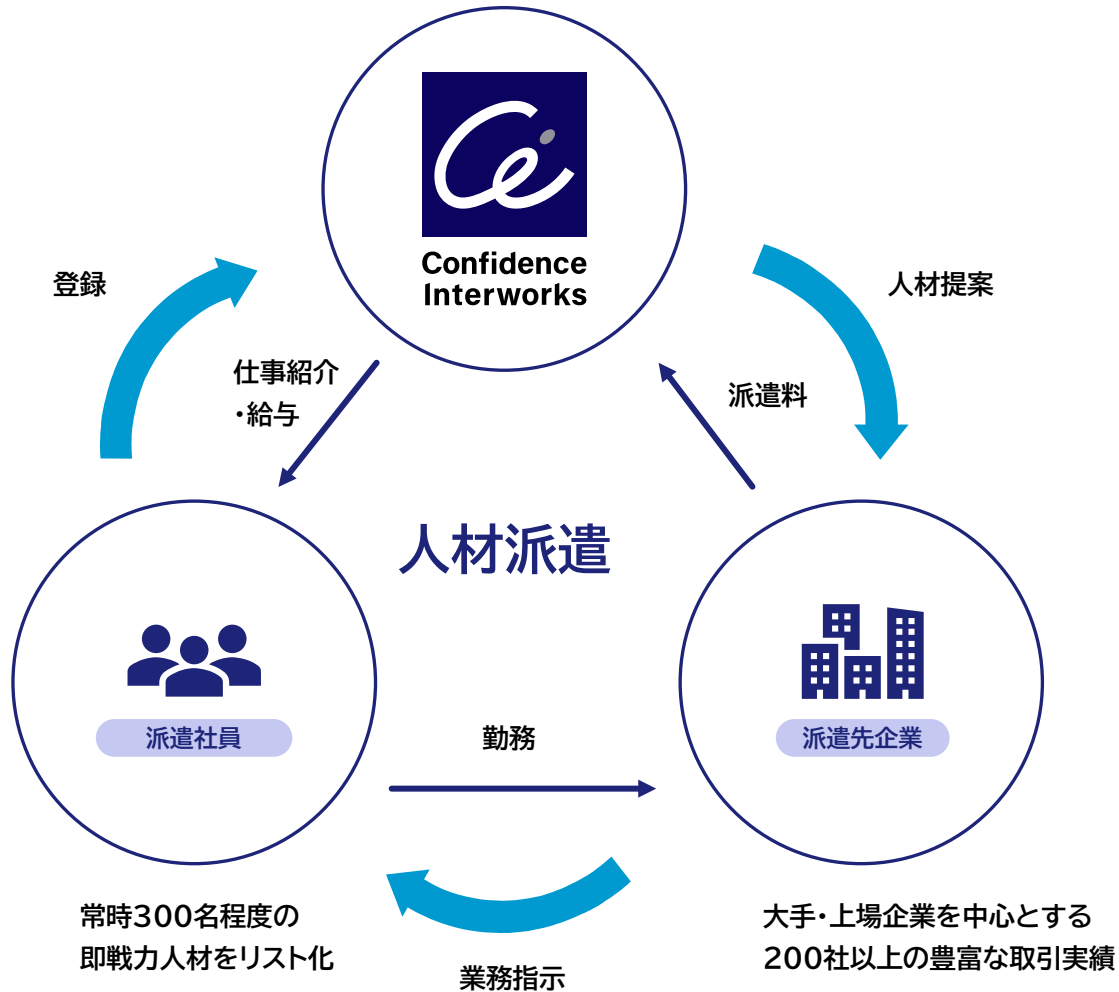 Confidence
Interworks
登録
人材提案
仕事紹介
・給与
派遣料
人材派遣
派遣社員
派遣先企業
勤務
常時300名程度の
即戦力人材をリスト化
大手・上場企業を中心とする
200社以上の豊富な取引実績
業務指示